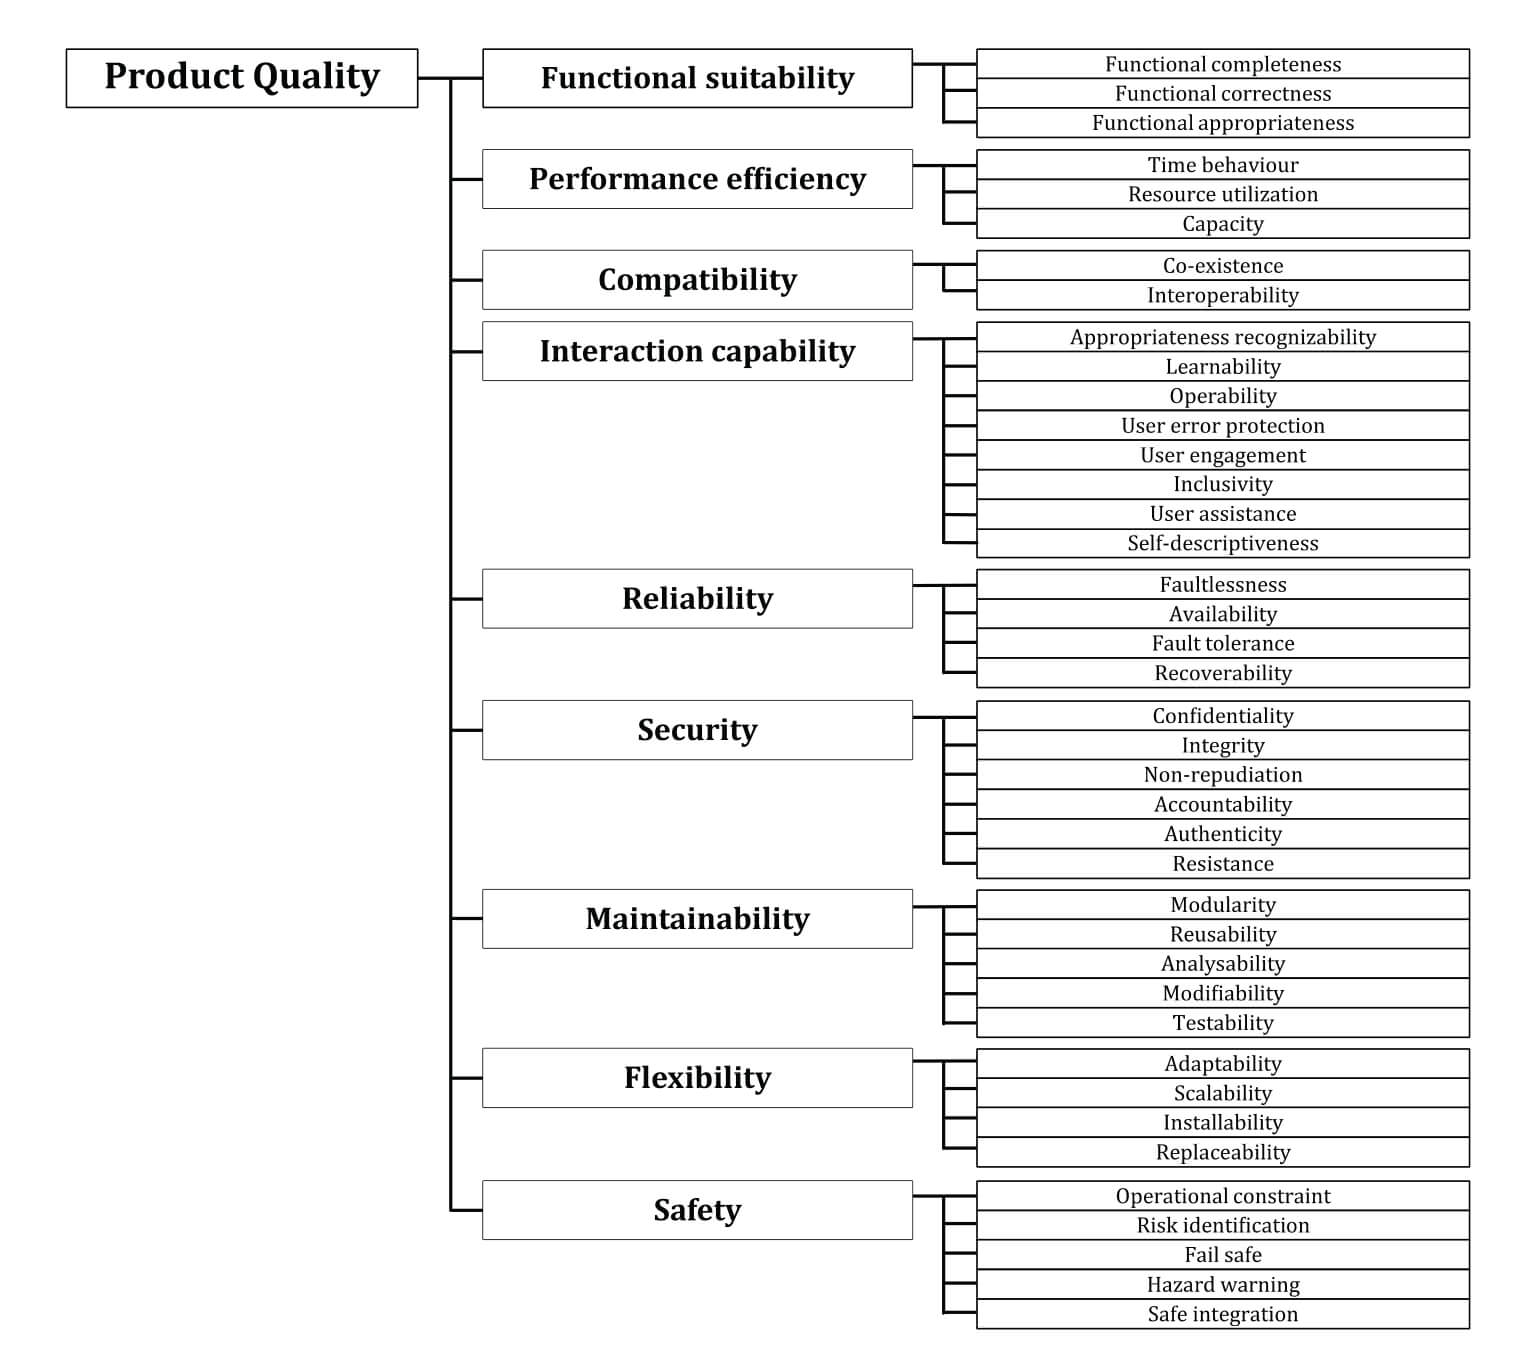 Product Quality
Functional suitability
Functional completeness
Functional correctness
Functional appropriateness
Performance efficiency
Time behaviour
Resource utilization
Capacity
Compatibility
Co-existence
Interoperability
Interaction capability
Appropriateness recognizability
Learnability
Operability
User error protection
User engagement
Inclusivity
User assistance
Self-descriptiveness
Reliability
Faultlessness
Availability
Fault tolerance
Recoverability
Security
Confidentiality
Integrity
Non-repudiation
Accountability
Authenticity
Resistance
Maintainability
Modularity
Reusability
Analysability
Modifiability
Testability
Flexibility
Adaptability
Scalability
Installability
Replaceability
Safety
Operational constraint
Risk identification
Fail safe
Hazard warning
Safe integration